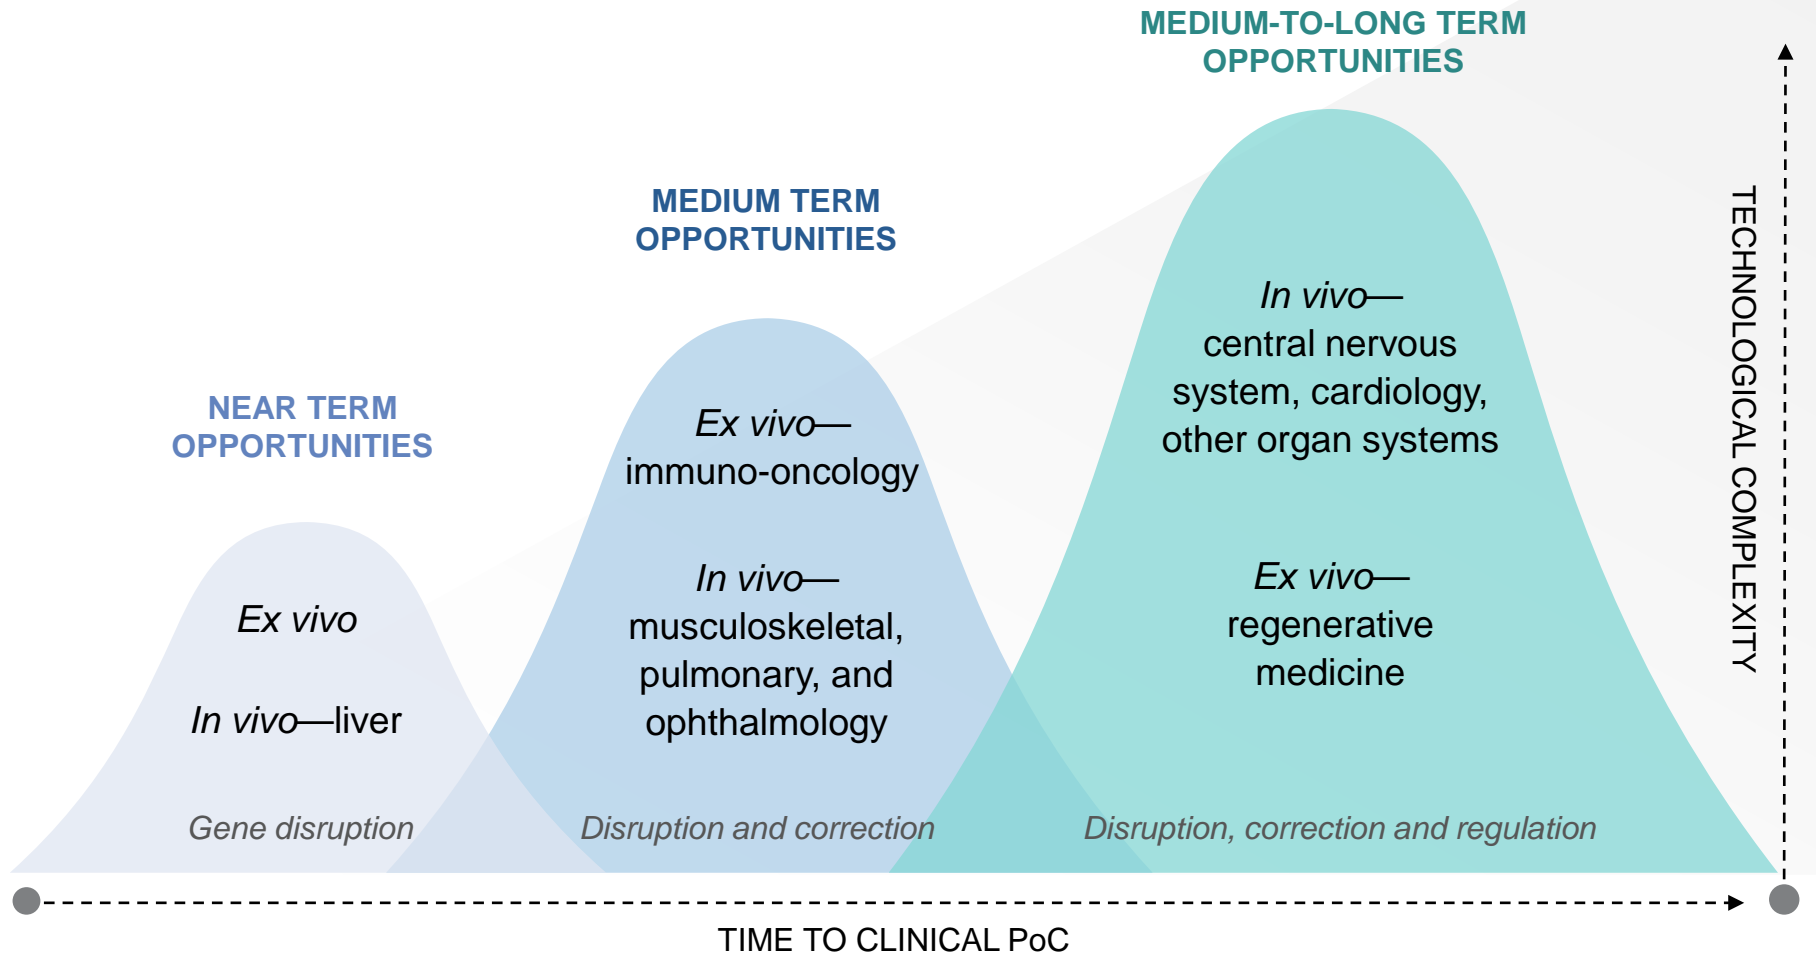 MEDIUM-TO-LONG TERM
OPPORTUNITIES
MEDIUM TERM
OPPORTUNITIES
NEAR TERM
OPPORTUNITIES
Ex vivo
In vivo—liver
Gene disruption
Ex vivo—
immuno-oncology
In vivo—
musculoskeletal,
pulmonary, and
ophthalmology
Disruption and correction
In vivo—
central nervous
system, cardiology,
other organ systems
Ex vivo—
regenerative
medicine
Disruption, correction and regulation
TECHNOLOGICAL COMPLEXITY
TIME TO CLINICAL PoC